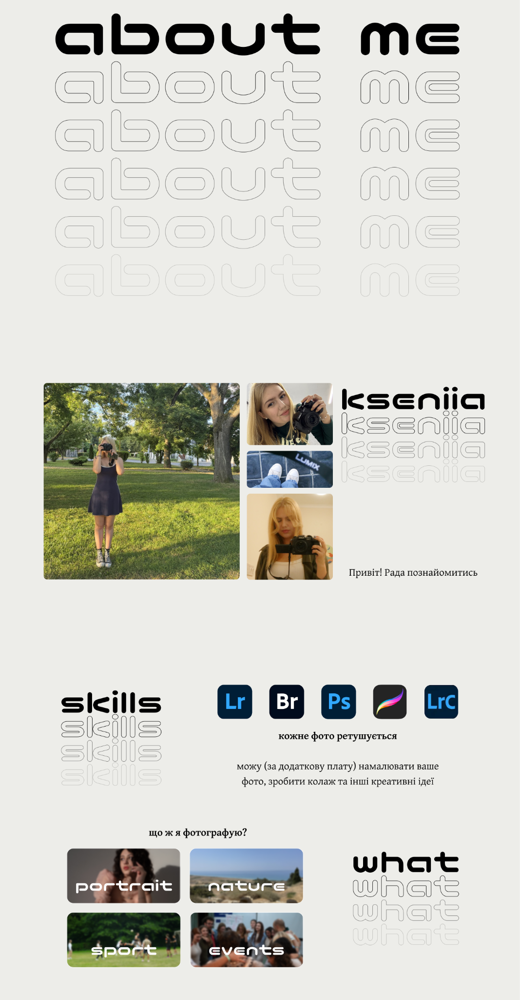 about me
about me
about me
about me
about me
about me
kseniia
kseniia
kseniia
kseniia
LUMIX
Привіт! Рада познайомитись
skills
skills
skills
skills
Lr Br Ps LrC
кожне фото ретушується
можу (за додаткову плату) намалювати ваше
фото, зробити колаж та інші креативні ідеї
що ж я фотографую?
portrait nature
sport events
what
what
what
what